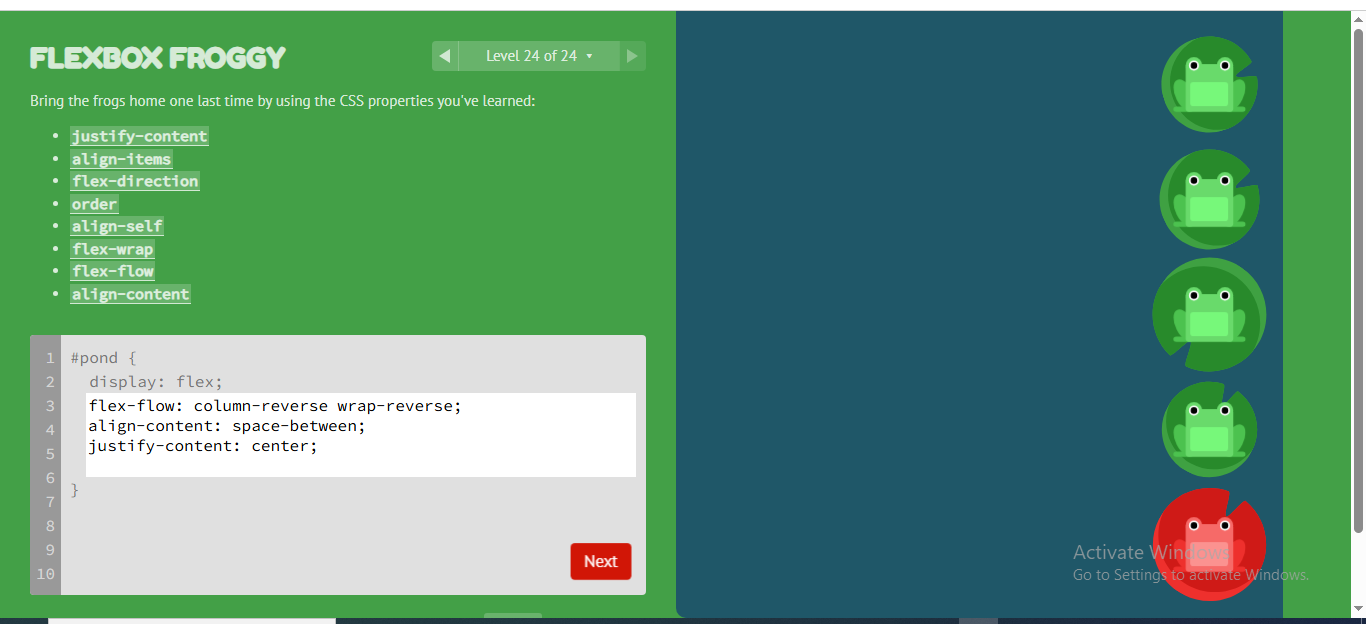 FLEXBOX FROGGY
◀ Level 24 of 24 ▾ ▶
Bring the frogs home one last time by using the CSS properties you've learned:
• justify-content
• align-items
• flex-direction
• order
• align-self
• flex-wrap
• flex-flow
• align-content
1 #pond {
2 display: flex;
3 flex-flow: column-reverse wrap-reverse;
4 align-content: space-between;
5 justify-content: center;
6
7 }
8
9
10
Next
Activate Windows
Go to Settings to activate Windows.